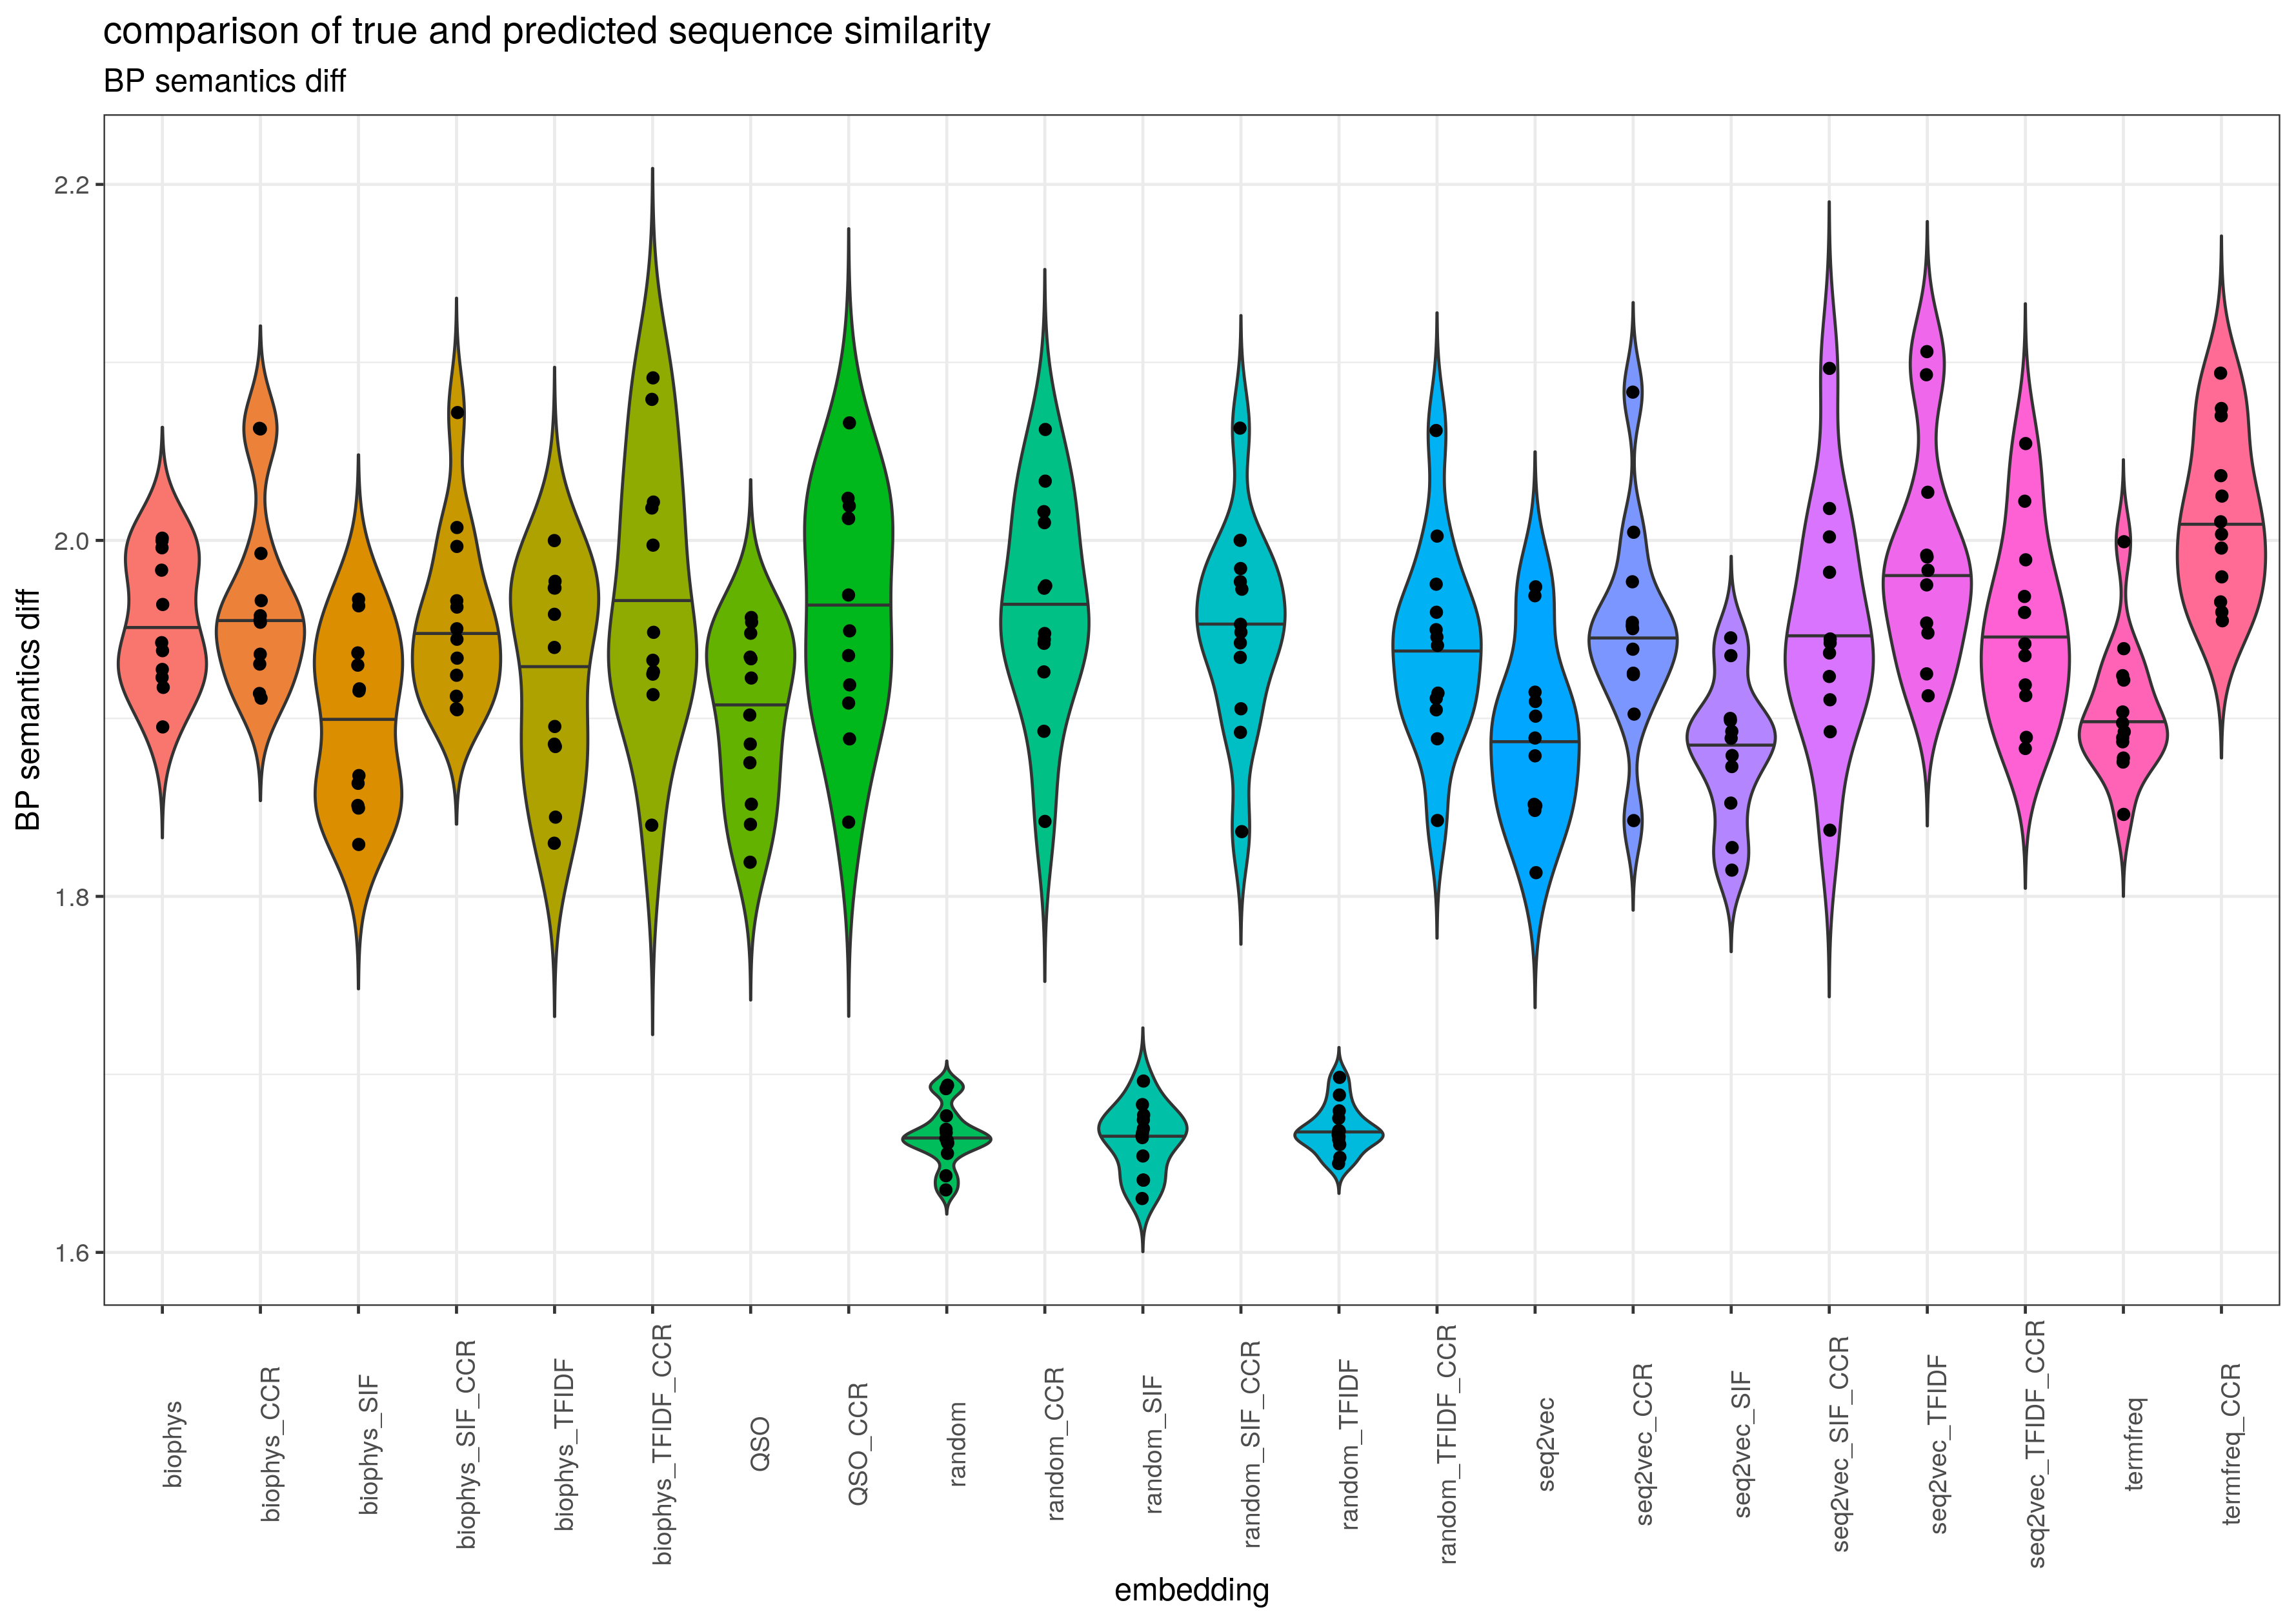 comparison of true and predicted sequence similarity
BP semantics diff
BP semantics diff
2.2
2.0
1.8
1.6
biophys
biophys_CCR
biophys_SIF
biophys_SIF_CCR
biophys_TFIDF
biophys_TFIDF_CCR
QSO
QSO_CCR
random
random_CCR
random_SIF
random_SIF_CCR
random_TFIDF
random_TFIDF_CCR
seq2vec
seq2vec_CCR
seq2vec_SIF
seq2vec_SIF_CCR
seq2vec_TFIDF
seq2vec_TFIDF_CCR
termfreq
termfreq_CCR
embedding